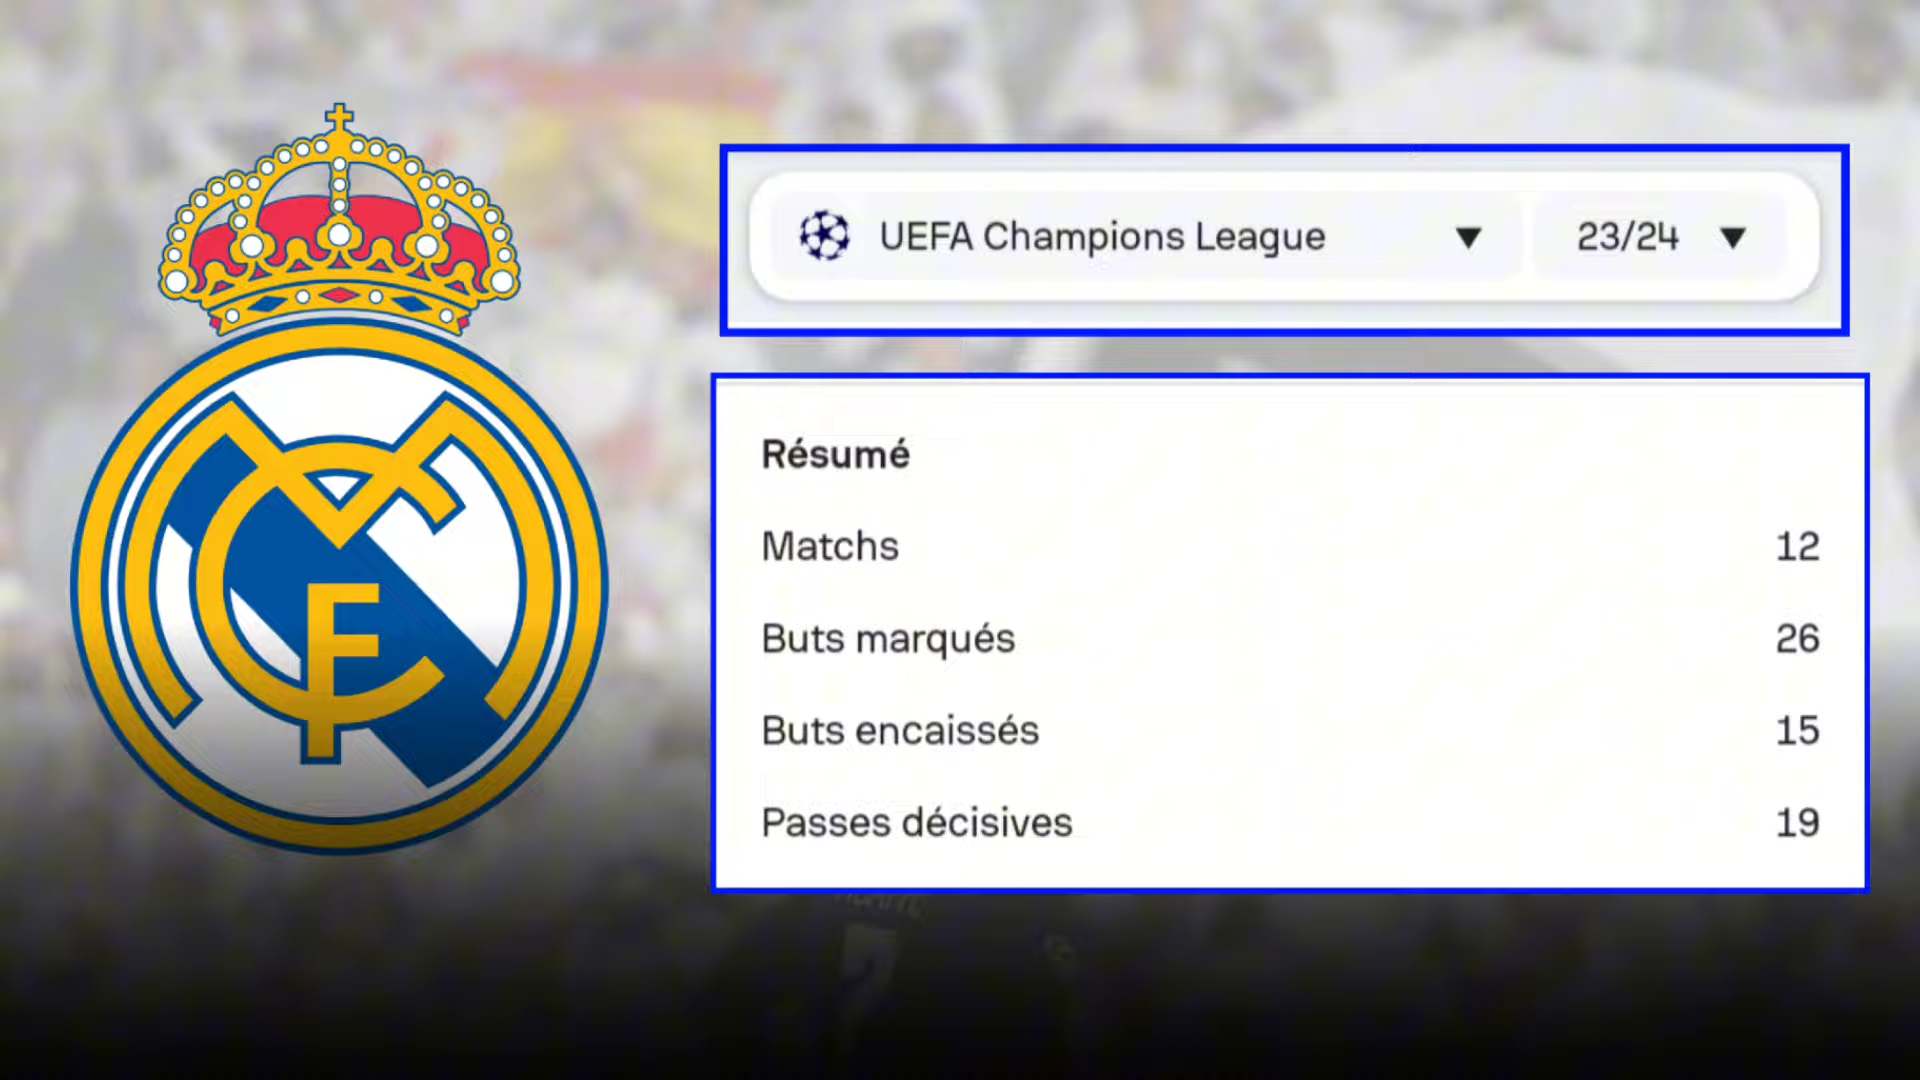 UEFA Champions League 23/24
Résumé
Matchs 12
Buts marqués 26
Buts encaissés 15
Passes décisives 19